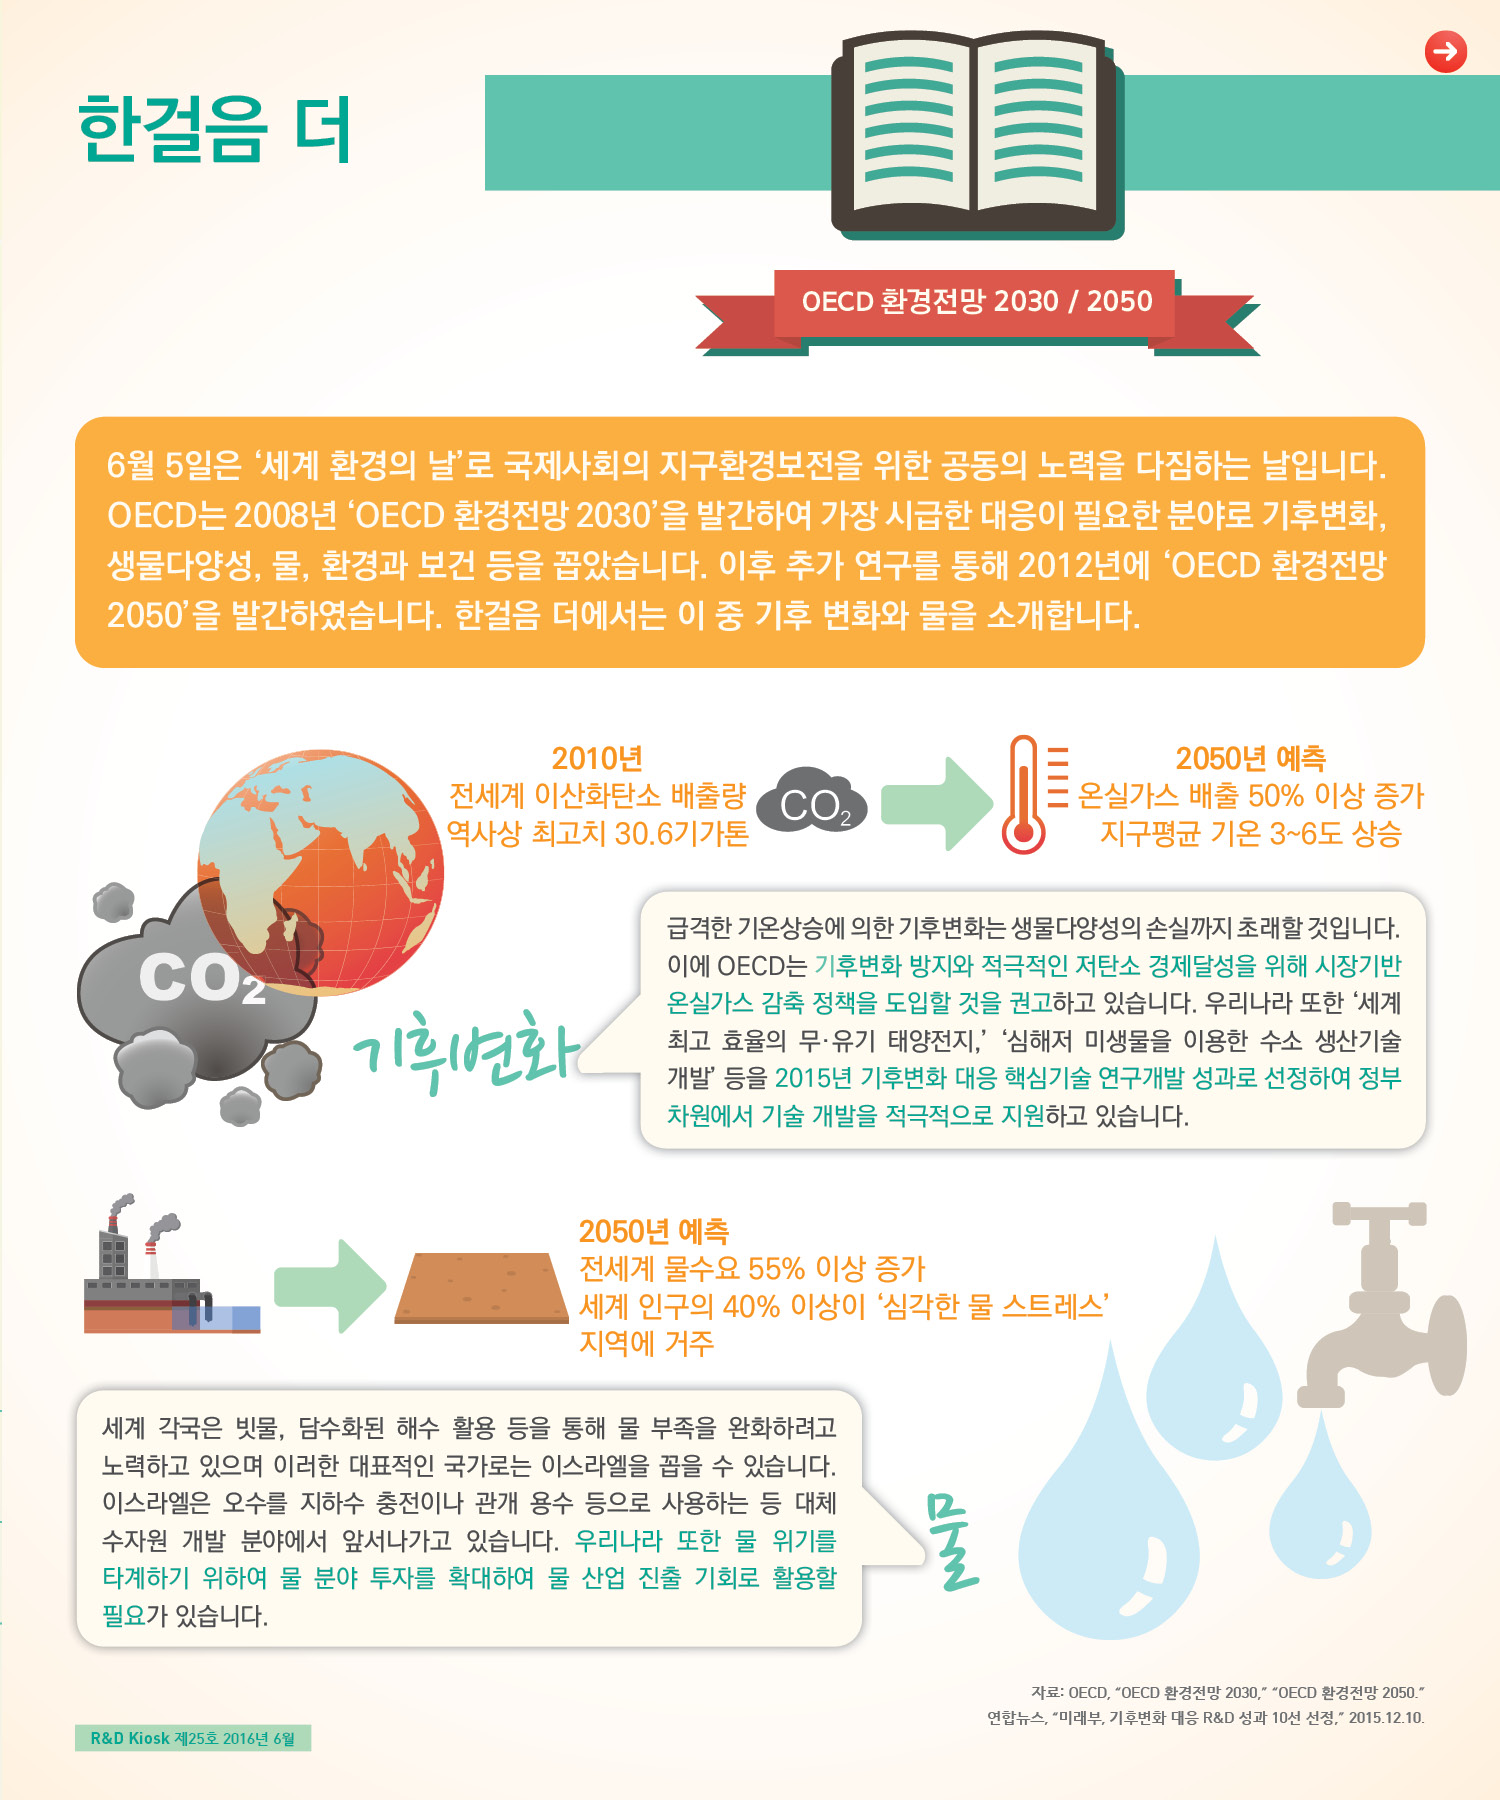 한걸음 더
OECD 환경전망 2030 / 2050
6월 5일은 ‘세계 환경의 날’로 국제사회의 지구환경보전을 위한 공동의 노력을 다짐하는 날입니다.
OECD는 2008년 ‘OECD 환경전망 2030’을 발간하여 가장 시급한 대응이 필요한 분야로 기후변화,
생물다양성, 물, 환경과 보건 등을 꼽았습니다. 이후 추가 연구를 통해 2012년에 ‘OECD 환경전망
2050’을 발간하였습니다. 한걸음 더에서는 이 중 기후 변화와 물을 소개합니다.
2010년
전세계 이산화탄소 배출량
역사상 최고치 30.6기가톤
CO2
2050년 예측
온실가스 배출 50% 이상 증가
지구평균 기온 3~6도 상승
CO2
기후변화
급격한 기온상승에 의한 기후변화는 생물다양성의 손실까지 초래할 것입니다.
이에 OECD는 기후변화 방지와 적극적인 저탄소 경제달성을 위해 시장기반
온실가스 감축 정책을 도입할 것을 권고하고 있습니다. 우리나라 또한 ‘세계
최고 효율의 무·유기 태양전지,’ ‘심해저 미생물을 이용한 수소 생산기술
개발’ 등을 2015년 기후변화 대응 핵심기술 연구개발 성과로 선정하여 정부
차원에서 기술 개발을 적극적으로 지원하고 있습니다.
2050년 예측
전세계 물수요 55% 이상 증가
세계 인구의 40% 이상이 ‘심각한 물 스트레스’
지역에 거주
세계 각국은 빗물, 담수화된 해수 활용 등을 통해 물 부족을 완화하려고
노력하고 있으며 이러한 대표적인 국가로는 이스라엘을 꼽을 수 있습니다.
이스라엘은 오수를 지하수 충전이나 관개 용수 등으로 사용하는 등 대체
수자원 개발 분야에서 앞서나가고 있습니다. 우리나라 또한 물 위기를
타계하기 위하여 물 분야 투자를 확대하여 물 산업 진출 기회로 활용할
필요가 있습니다.
물
자료: OECD, “OECD 환경전망 2030,” “OECD 환경전망 2050.”
연합뉴스, “미래부, 기후변화 대응 R&D 성과 10선 선정,” 2015.12.10.
R&D Kiosk 제25호 2016년 6월